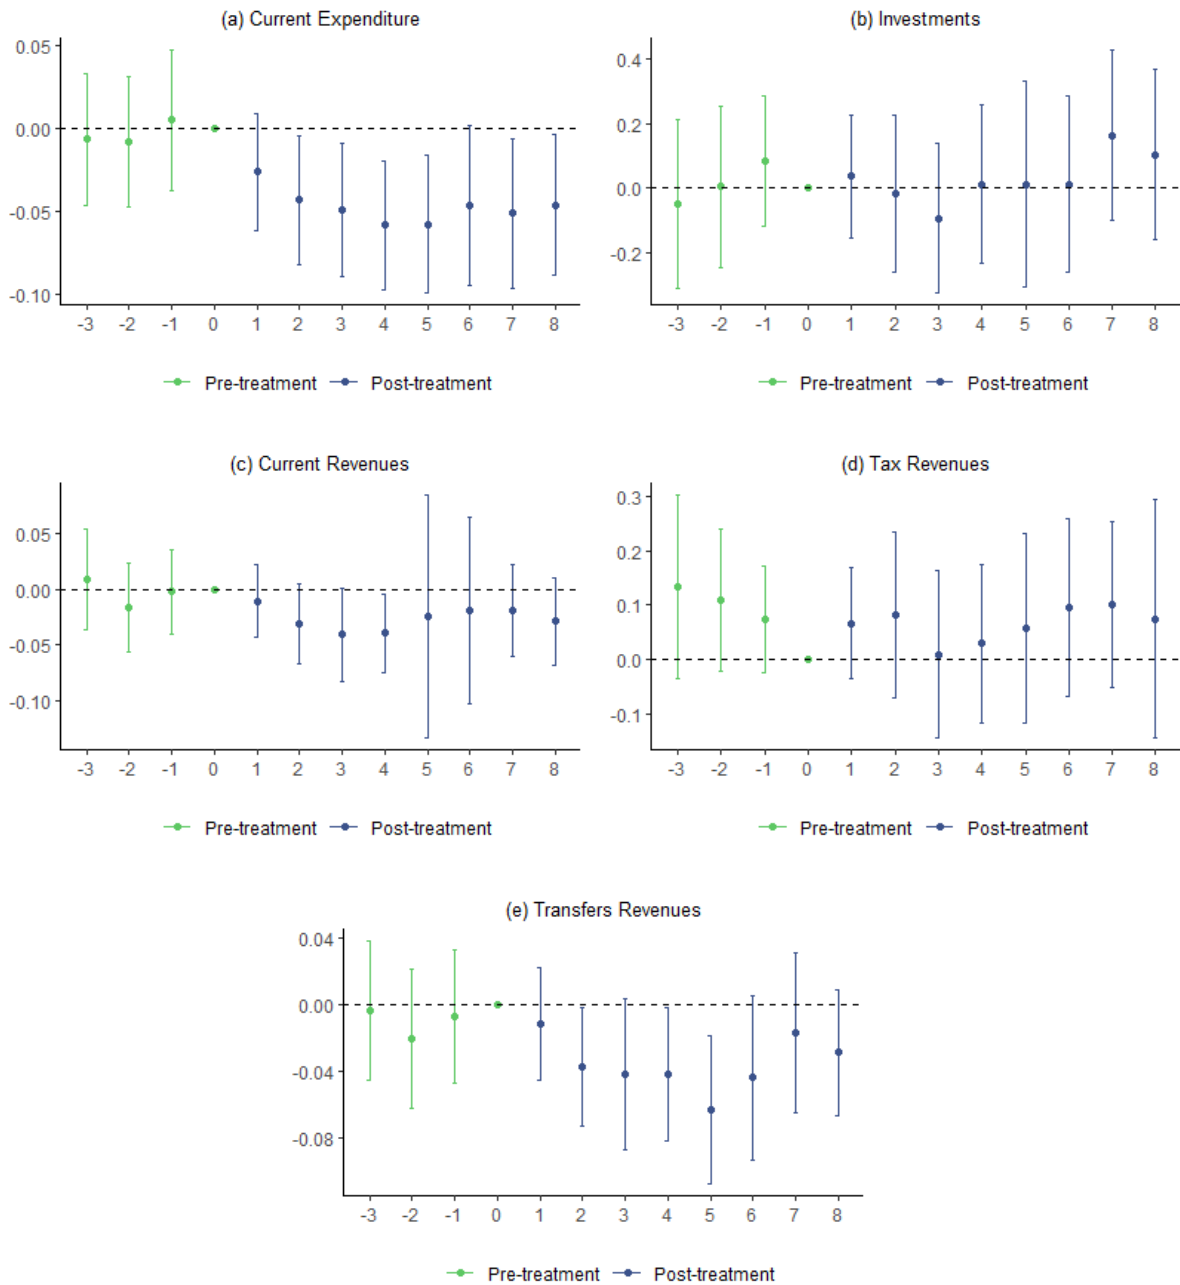 (a) Current Expenditure
0.05
0.00
-0.05
-0.10
-3 -2 -1 0 1 2 3 4 5 6 7 8
Pre-treatment Post-treatment
(b) Investments
0.4
0.2
0.0
-0.2
-3 -2 -1 0 1 2 3 4 5 6 7 8
Pre-treatment Post-treatment
(c) Current Revenues
0.05
0.00
-0.05
-0.10
-3 -2 -1 0 1 2 3 4 5 6 7 8
Pre-treatment Post-treatment
(d) Tax Revenues
0.3
0.2
0.1
0.0
-0.1
-3 -2 -1 0 1 2 3 4 5 6 7 8
Pre-treatment Post-treatment
(e) Transfers Revenues
0.04
0.00
-0.04
-0.08
-3 -2 -1 0 1 2 3 4 5 6 7 8
Pre-treatment Post-treatment